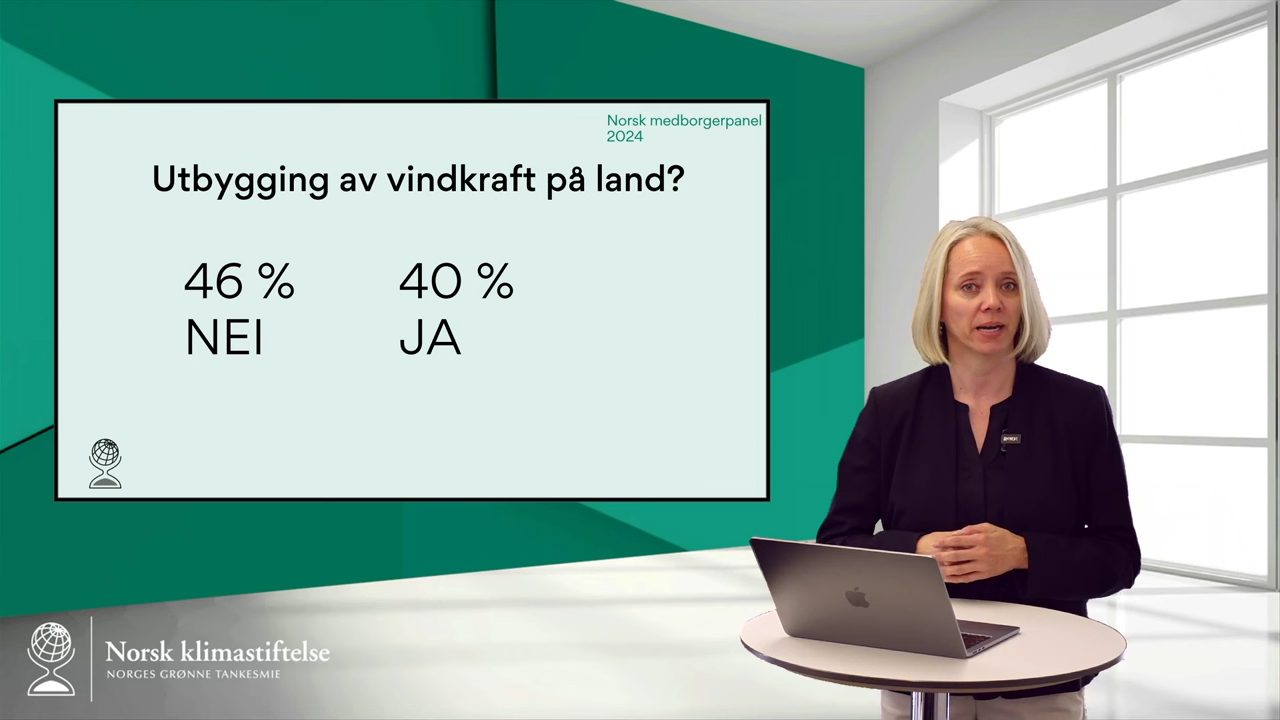 Norsk medborgerpanel
2024
Utbygging av vindkraft på land?
46 % 40 %
NEI JA
Norsk klimastiftelse
NORGES GRØNNE TANKESMIE